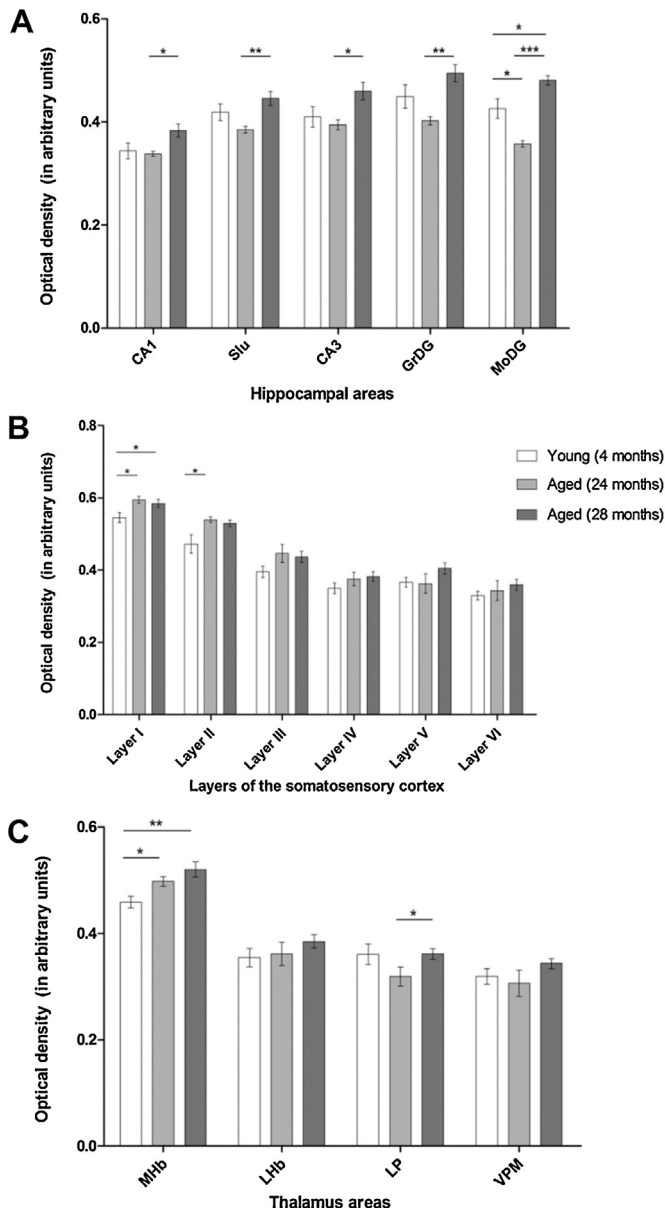 A
Optical density (in arbitrary units)
0.6
0.4
0.2
0.0
* ** * ** * *** *
CA1 Slu CA3 GrDG MoDG
Hippocampal areas
B
Optical density (in arbitrary units)
0.8
0.6
0.4
0.2
0.0
* * *
Layer I Layer II Layer III Layer IV Layer V Layer VI
Layers of the somatosensory cortex
Young (4 months)
Aged (24 months)
Aged (28 months)
C
Optical density (in arbitrary units)
0.6
0.4
0.2
0.0
** * *
MHb LHb LP VPM
Thalamus areas